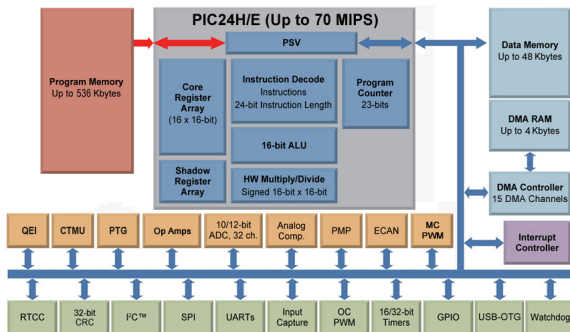 PIC24H/E (Up to 70 MIPS)
PSV
Program Memory
Up to 536 Kbytes
Core
Register
Array
(16 x 16-bit)
Instruction Decode
Instructions
24-bit Instruction Length
Program
Counter
23-bits
16-bit ALU
Shadow
Register
Array
HW Multiply/Divide
Signed 16-bit x 16-bit
Data Memory
Up to 48 Kbytes
DMA RAM
Up to 4 Kbytes
DMA Controller
15 DMA Channels
Interrupt
Controller
QEI
CTMU
PTG
Op Amps
10/12-bit
ADC, 32 ch.
Analog
Comp.
PMP
ECAN
MC
PWM
RTCC
32-bit
CRC
I²C™
SPI
UARTs
Input
Capture
OC
PWM
16/32-bit
Timers
GPIO
USB-OTG
Watchdog